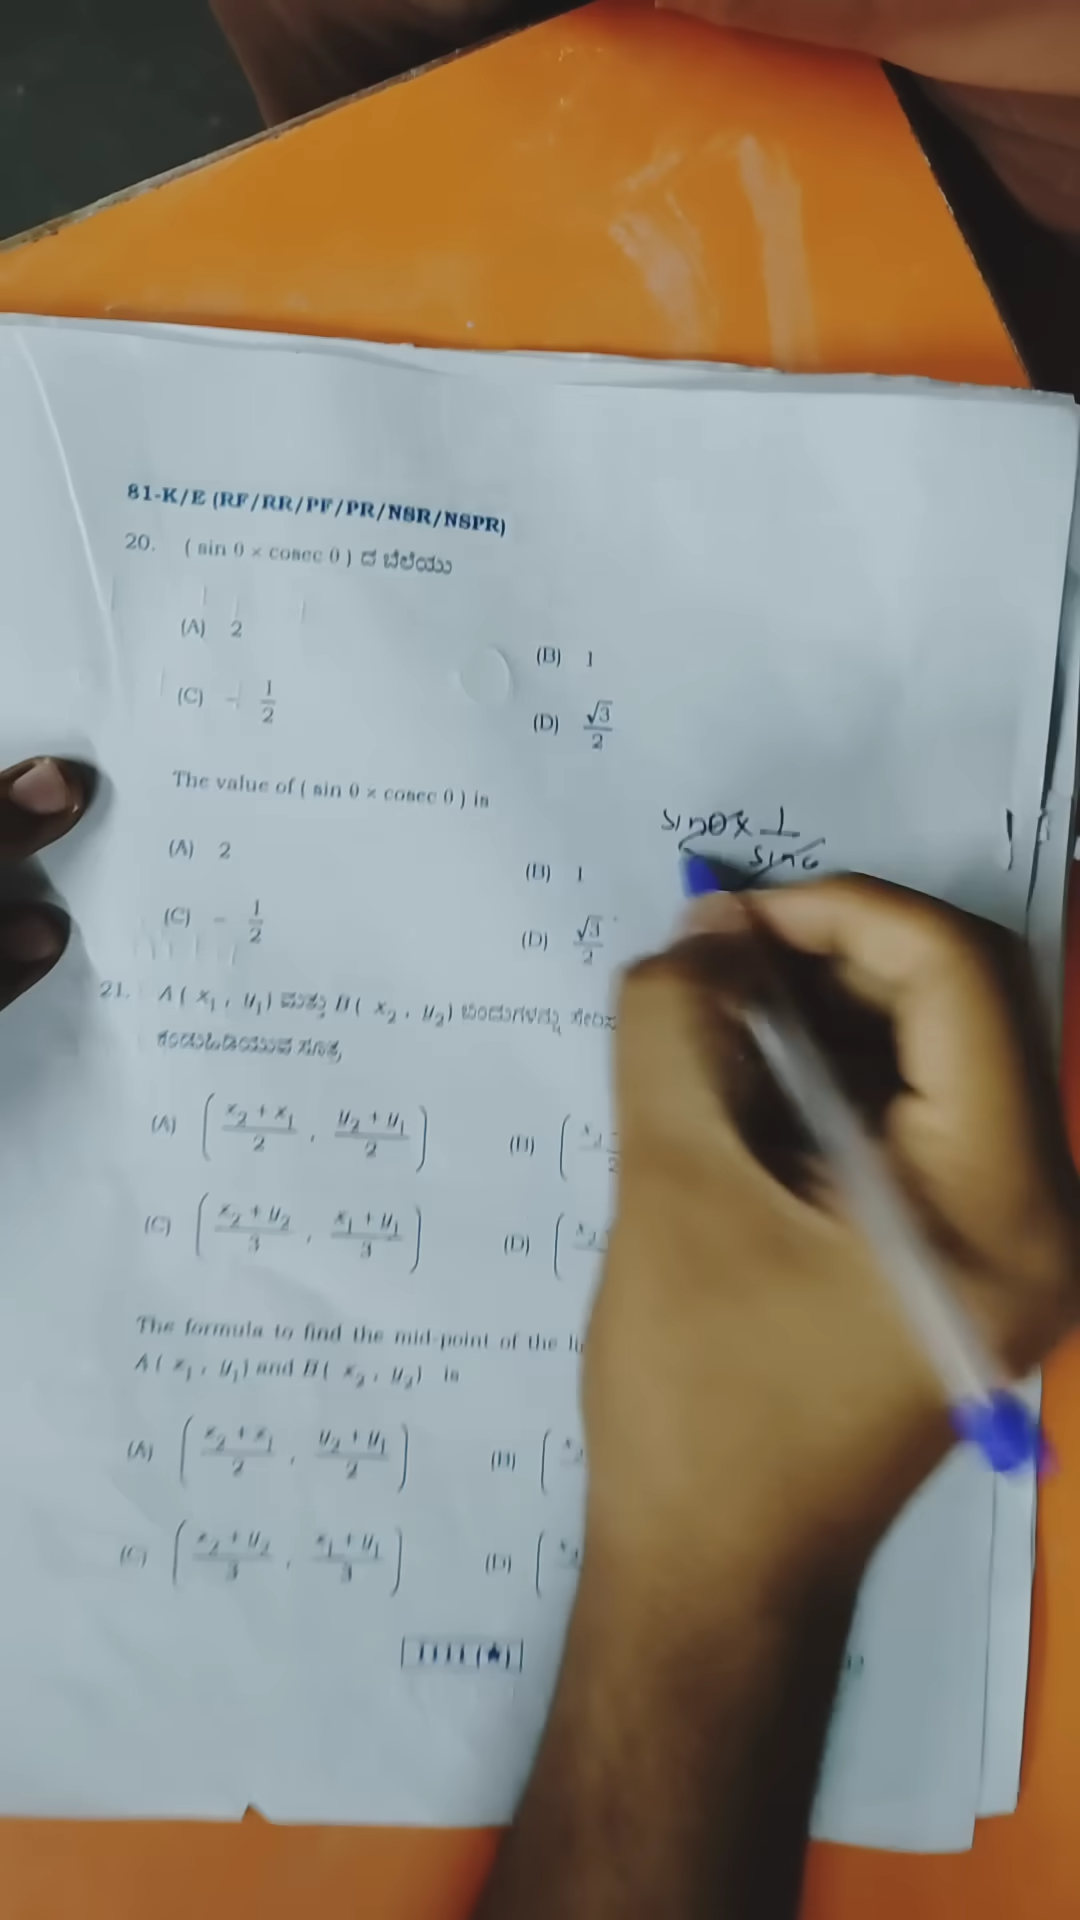 81-K/E (RF/RR/PF/PR/NSR/NSPR)
20. ( sin θ × cosec θ ) ದ ಬೆಲೆಯು
(A) 2
(B) 1
(C) - 1/2
(D) √3/2
The value of ( sin θ × cosec θ ) is
sinθ × 1/sinθ
(A) 2
(B) 1
(C) - 1/2
(D) √3/2
21. A ( x₁ , y₁ ) ಮತ್ತು B ( x₂ , y₂ ) ಬಿಂದುಗಳನ್ನು
ಕಂಡುಹಿಡಿಯುವ ಸೂತ್ರ
(A) ( (x₂ + x₁)/2 , (y₂ + y₁)/2 )
(B) (
(C) ( (x₂ + y₂)/3 , (x₁ + y₁)/3 )
(D) (
The formula to find the mid-point of the
A ( x₁ , y₁ ) and B ( x₂ , y₂ ) is
(A) ( (x₂ + x₁)/2 , (y₂ + y₁)/2 )
(B) (
(C) ( (x₂ + y₂)/3 , (x₁ + y₁)/3 )
(D) (